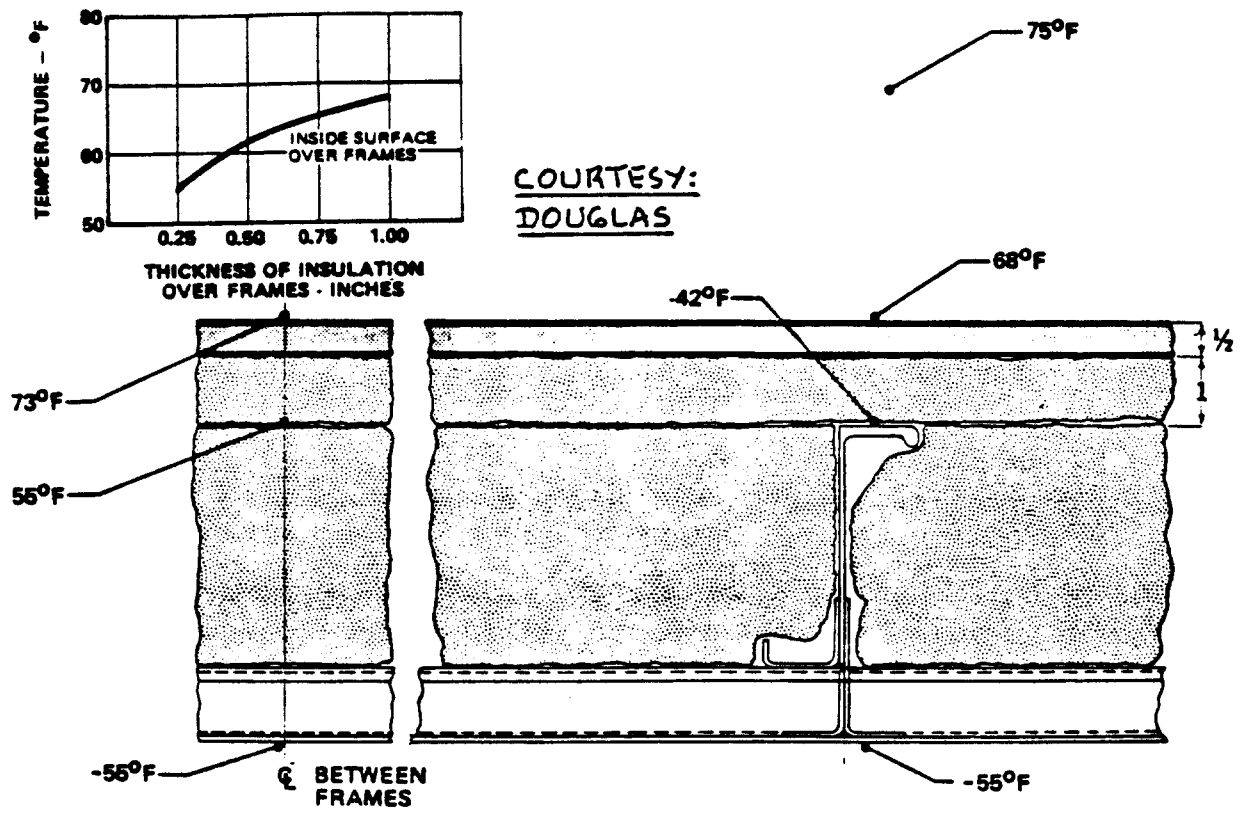 TEMPERATURE – °F
80
70
60
50
0.25 0.50 0.75 1.00
INSIDE SURFACE
OVER FRAMES
THICKNESS OF INSULATION
OVER FRAMES - INCHES
COURTESY:
DOUGLAS
75°F
68°F
-42°F
½
1
73°F
55°F
-55°F
℄ BETWEEN
FRAMES
-55°F